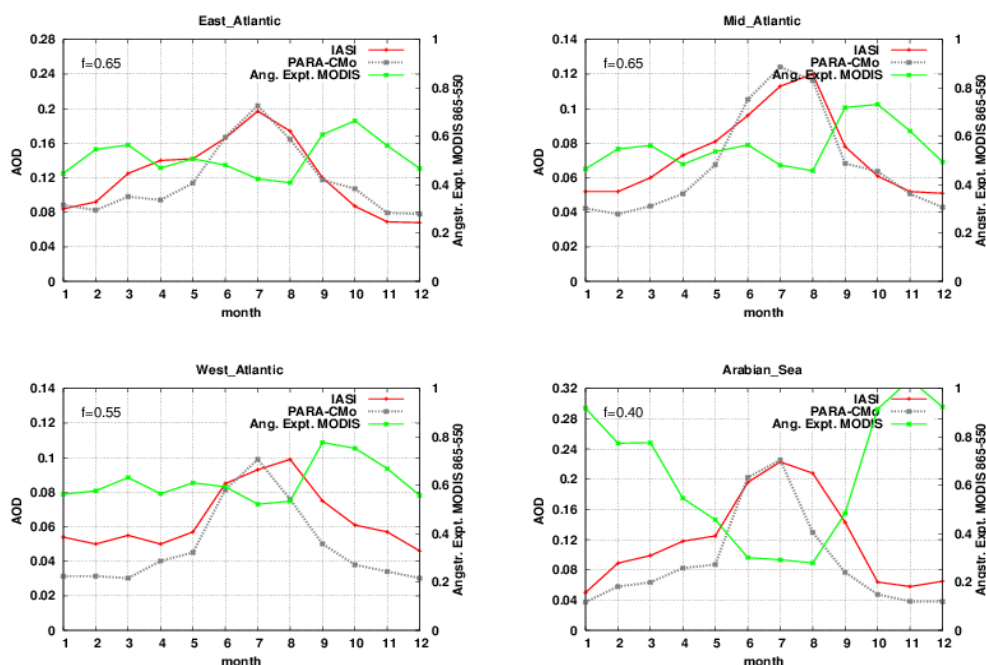 East_Atlantic
f=0.65
IASI
PARA-CMo
Ang. Expt. MODIS
0.28
0.24
0.2
0.16
0.12
0.08
0.04
0
1
0.8
0.6
0.4
0.2
0
AOD
Angstr. Expt. MODIS 865-550
1 2 3 4 5 6 7 8 9 10 11 12
month
Mid_Atlantic
f=0.65
IASI
PARA-CMo
Ang. Expt. MODIS
0.14
0.12
0.1
0.08
0.06
0.04
0.02
0
1
0.8
0.6
0.4
0.2
0
AOD
Angstr. Expt. MODIS 865-550
1 2 3 4 5 6 7 8 9 10 11 12
month
West_Atlantic
f=0.55
IASI
PARA-CMo
Ang. Expt. MODIS
0.14
0.12
0.1
0.08
0.06
0.04
0.02
0
1
0.8
0.6
0.4
0.2
0
AOD
Angstr. Expt. MODIS 865-550
1 2 3 4 5 6 7 8 9 10 11 12
month
Arabian_Sea
f=0.40
IASI
PARA-CMo
Ang. Expt. MODIS
0.32
0.28
0.24
0.2
0.16
0.12
0.08
0.04
0
1
0.8
0.6
0.4
0.2
0
AOD
Angstr. Expt. MODIS 865-550
1 2 3 4 5 6 7 8 9 10 11 12
month